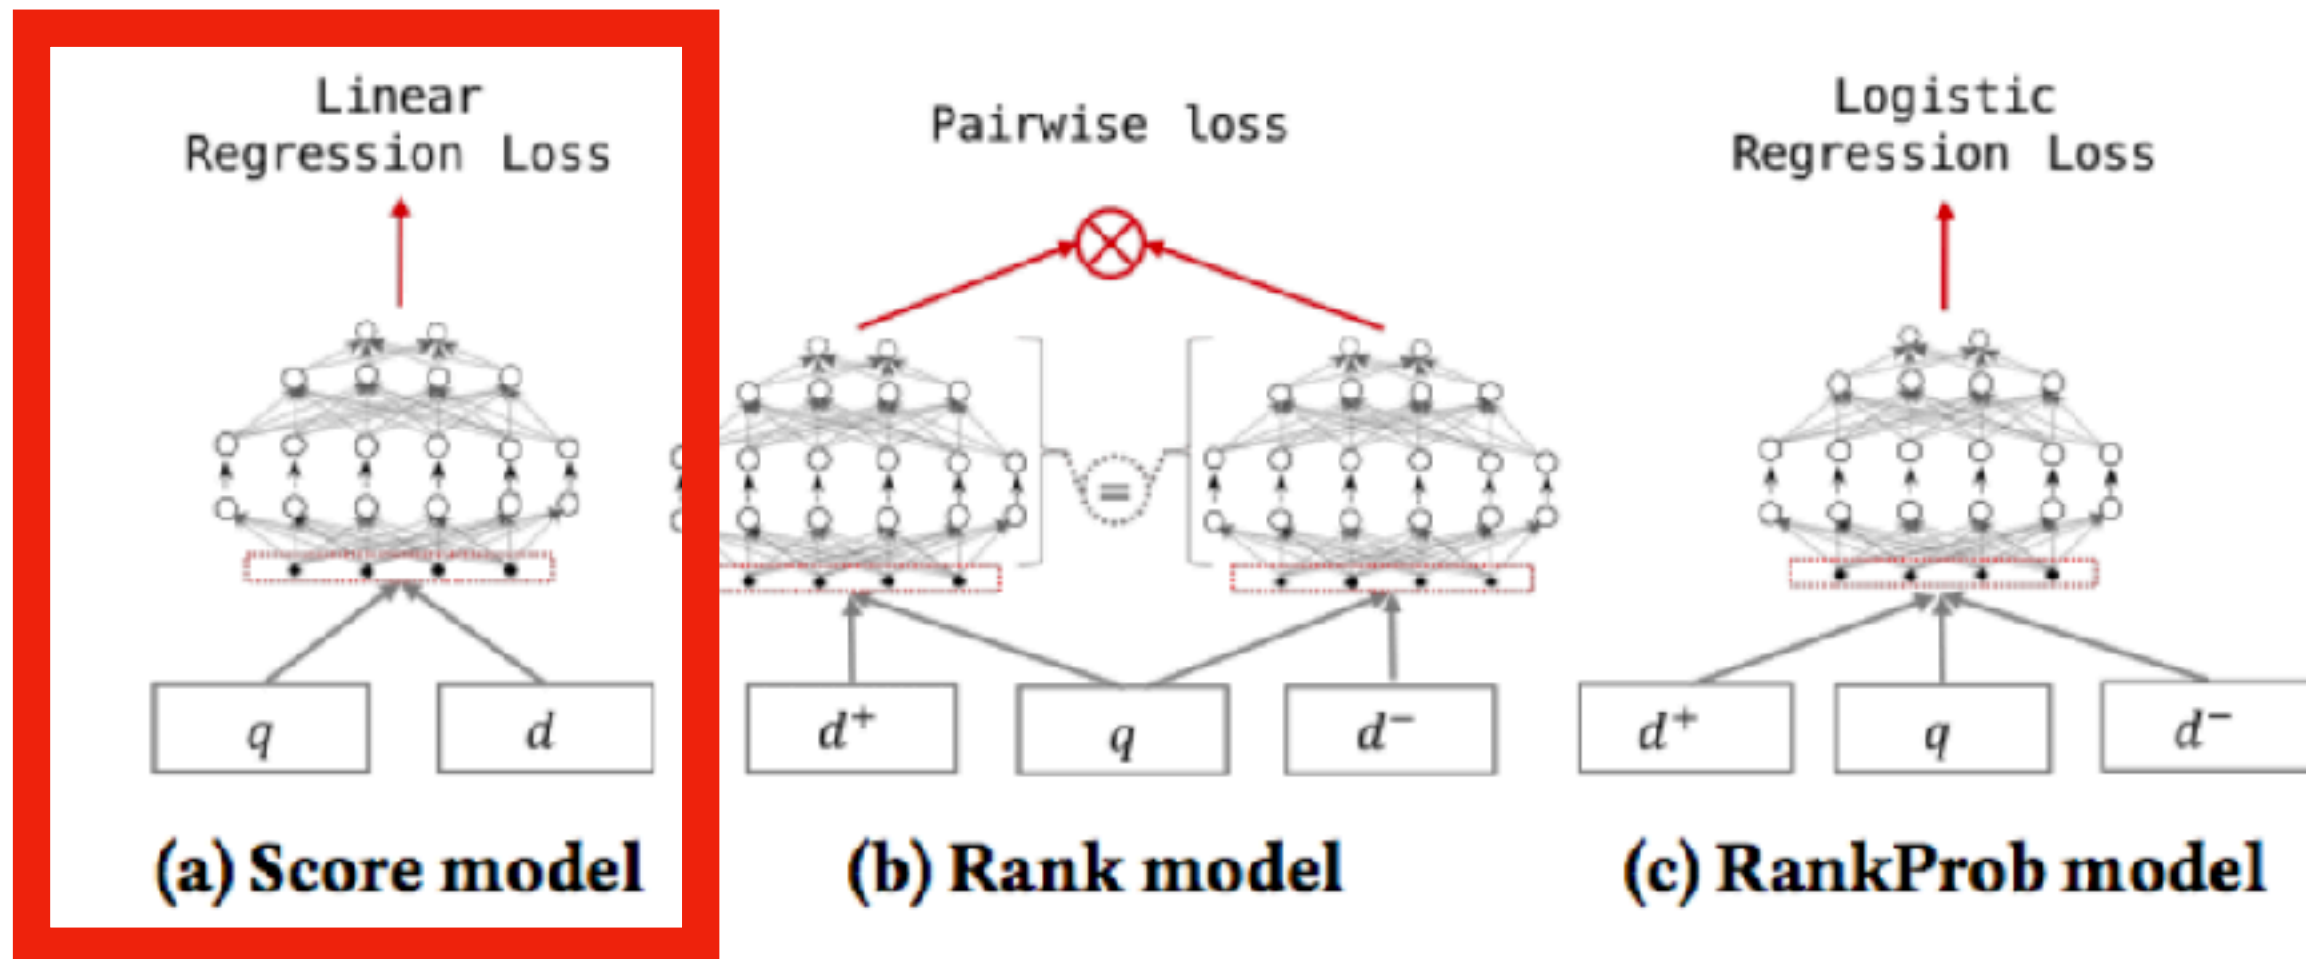 Linear
Regression Loss
q
d
(a) Score model
Pairwise loss
=
d⁺
q
d⁻
(b) Rank model
Logistic
Regression Loss
d⁺
q
d⁻
(c) RankProb model